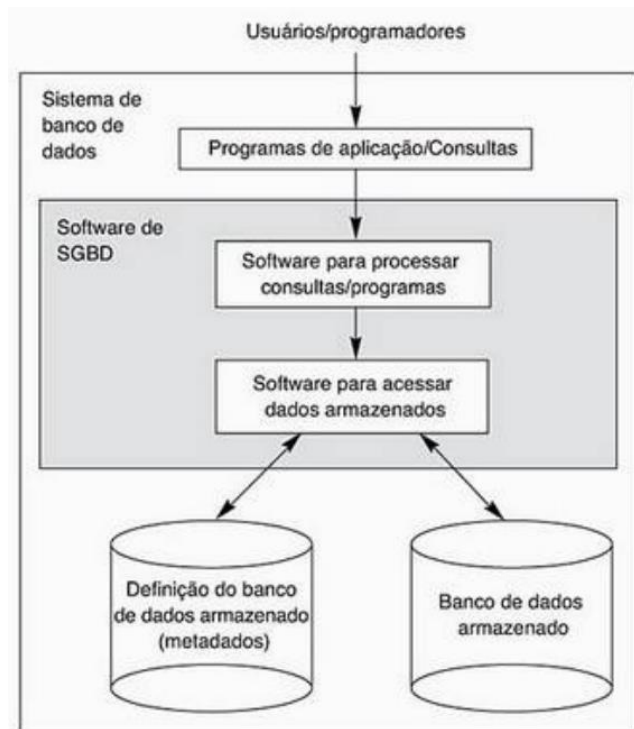 Usuários/programadores
Sistema de
banco de
dados
Programas de aplicação/Consultas
Software de
SGBD
Software para processar
consultas/programas
Software para acessar
dados armazenados
Definição do banco
de dados armazenado
(metadados)
Banco de dados
armazenado